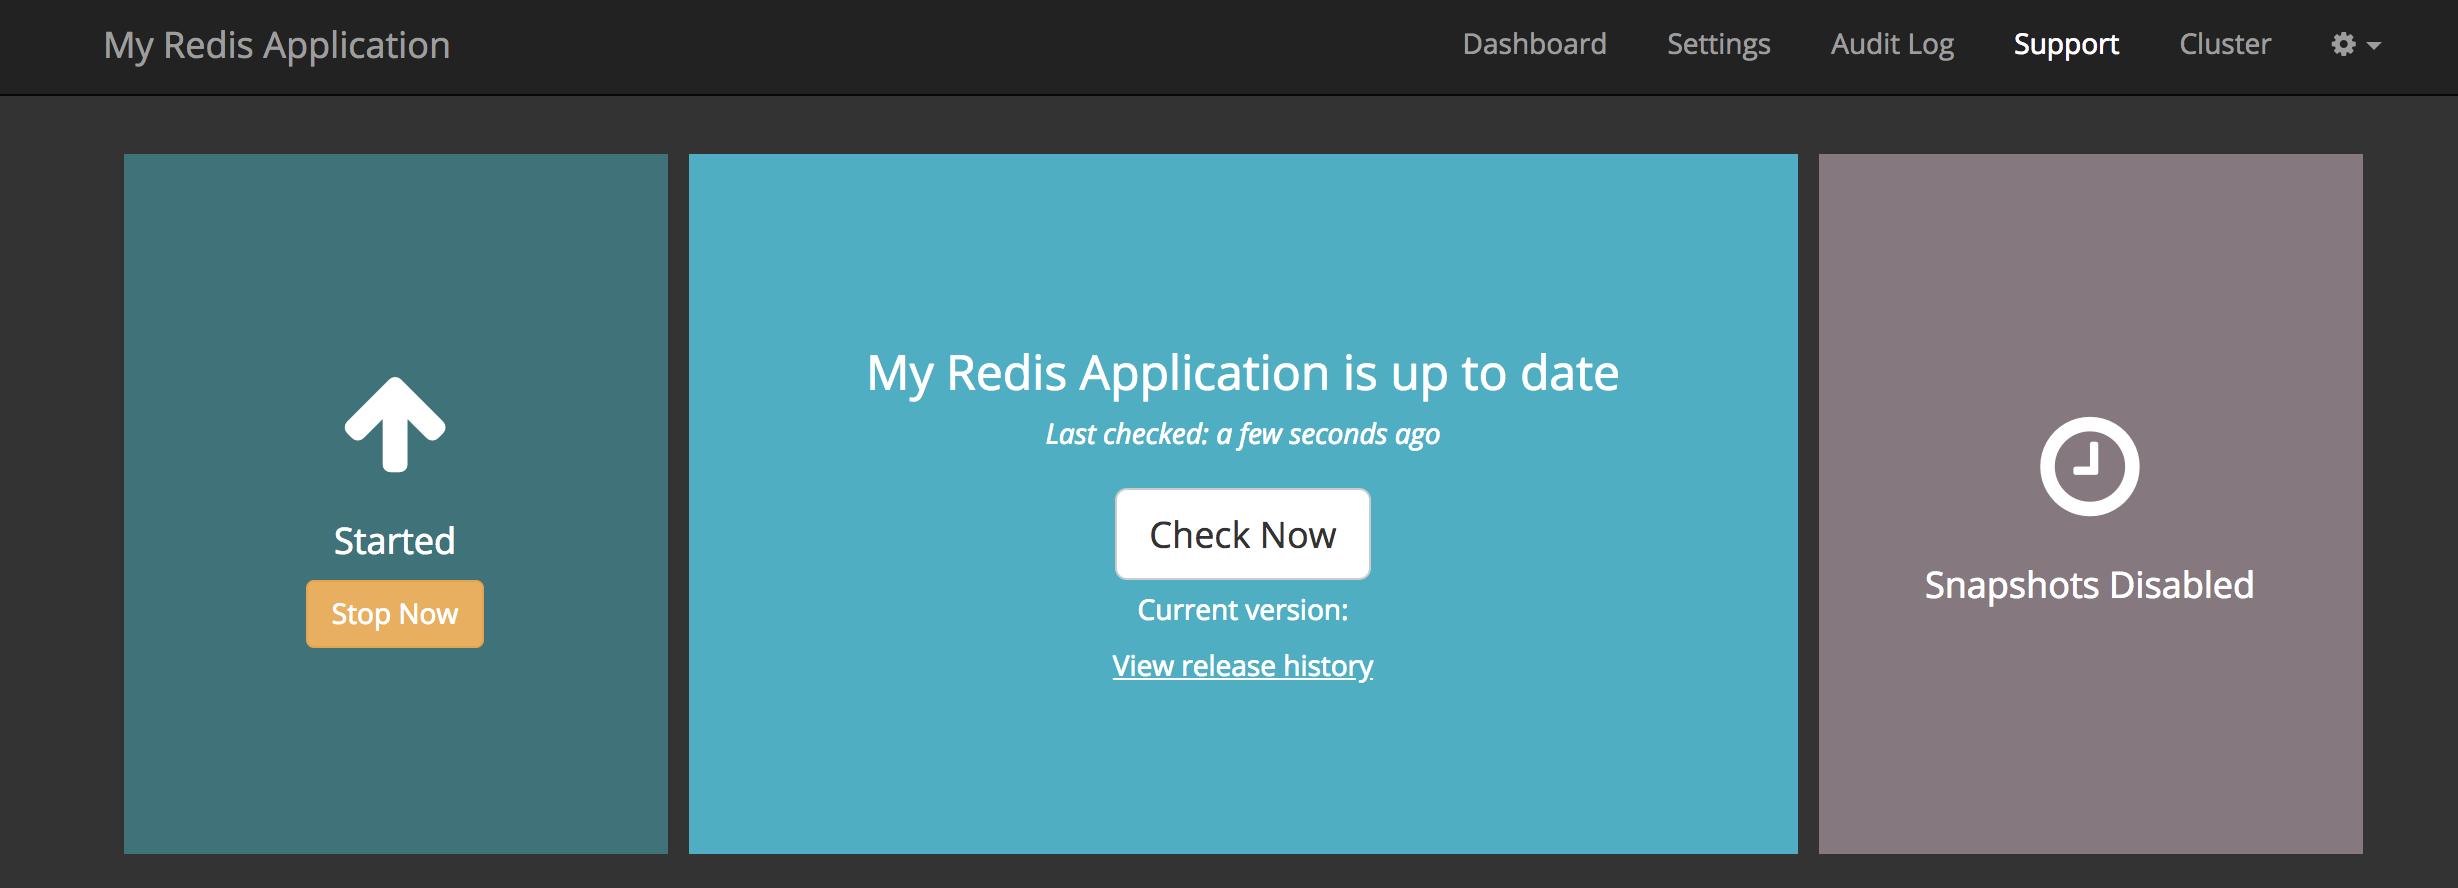 My Redis Application
Dashboard
Settings
Audit Log
Support
Cluster
Started
Stop Now
My Redis Application is up to date
Last checked: a few seconds ago
Check Now
Current version:
View release history
Snapshots Disabled